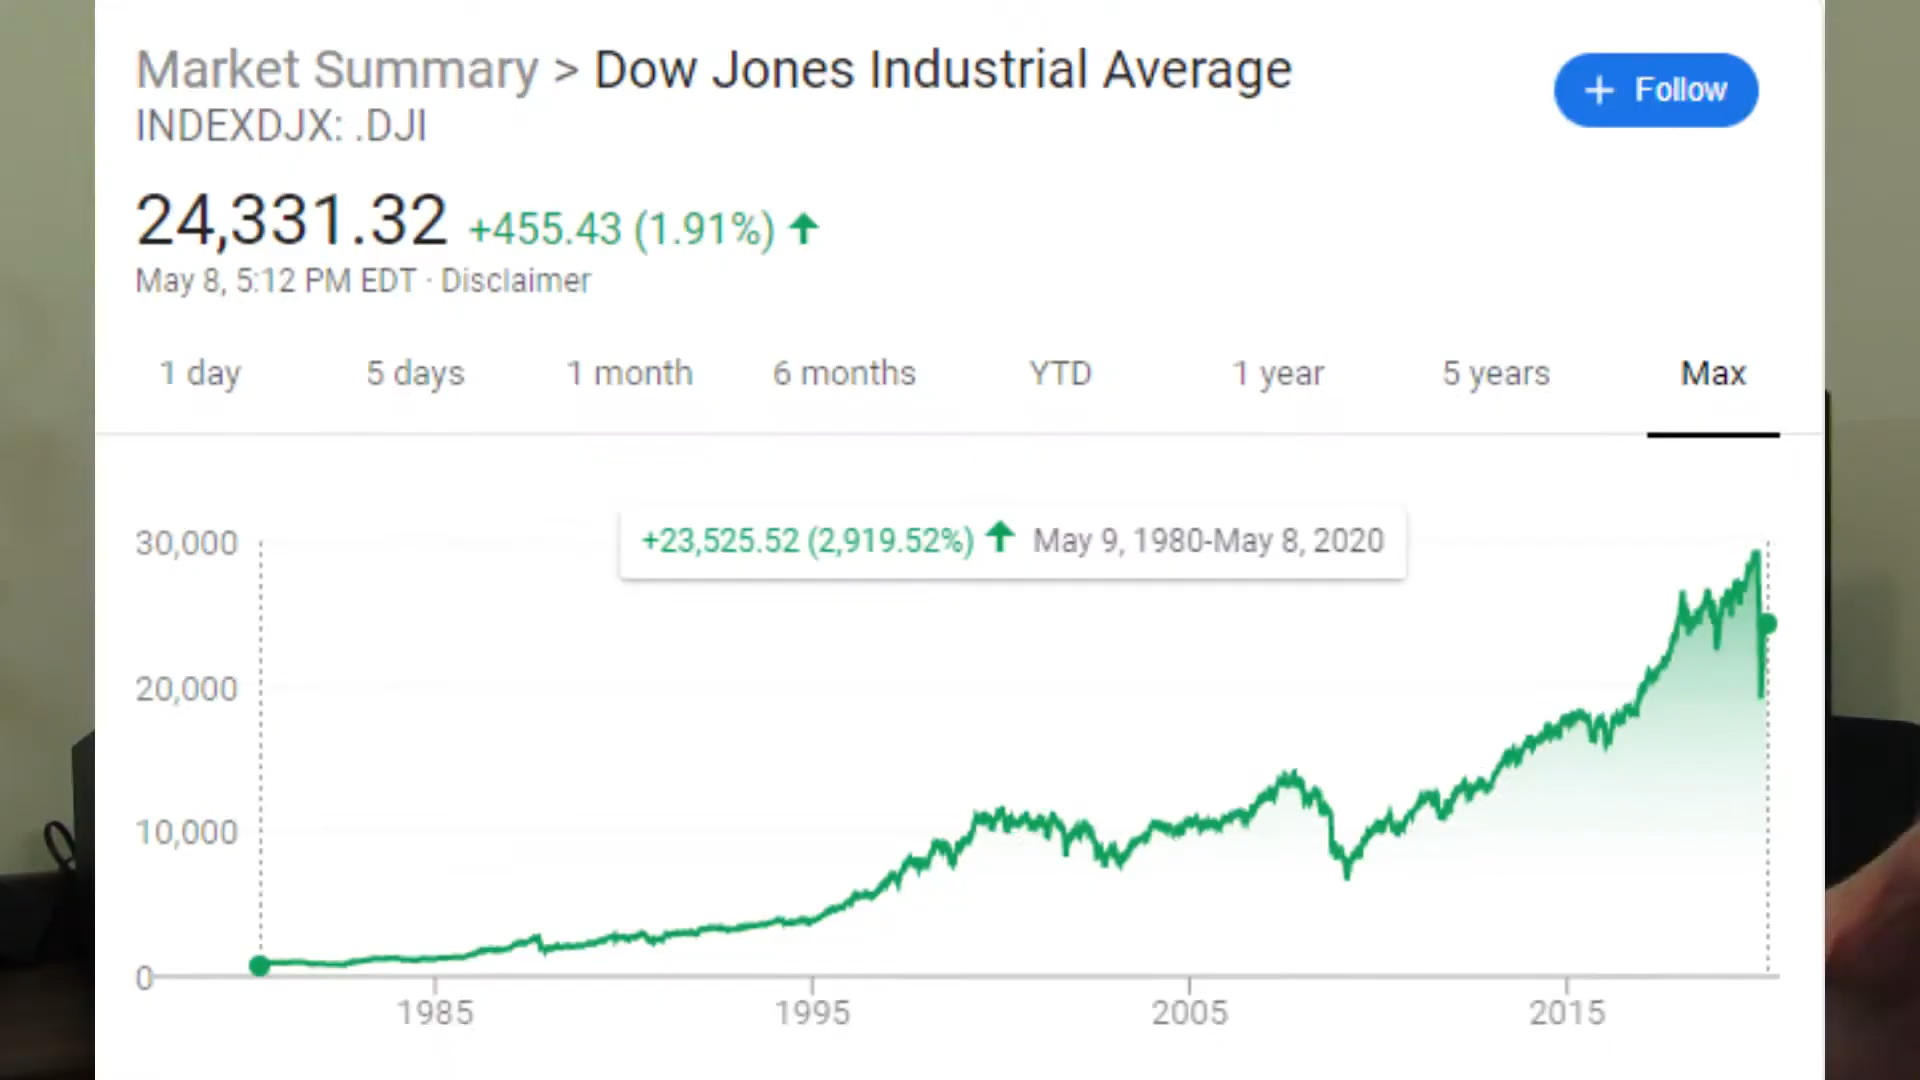 Market Summary > Dow Jones Industrial Average
+ Follow
INDEXDJX: .DJI
24,331.32 +455.43 (1.91%) ↑
May 8, 5:12 PM EDT · Disclaimer
1 day 5 days 1 month 6 months YTD 1 year 5 years Max
+23,525.52 (2,919.52%) ↑ May 9, 1980-May 8, 2020
30,000
20,000
10,000
0
1985 1995 2005 2015